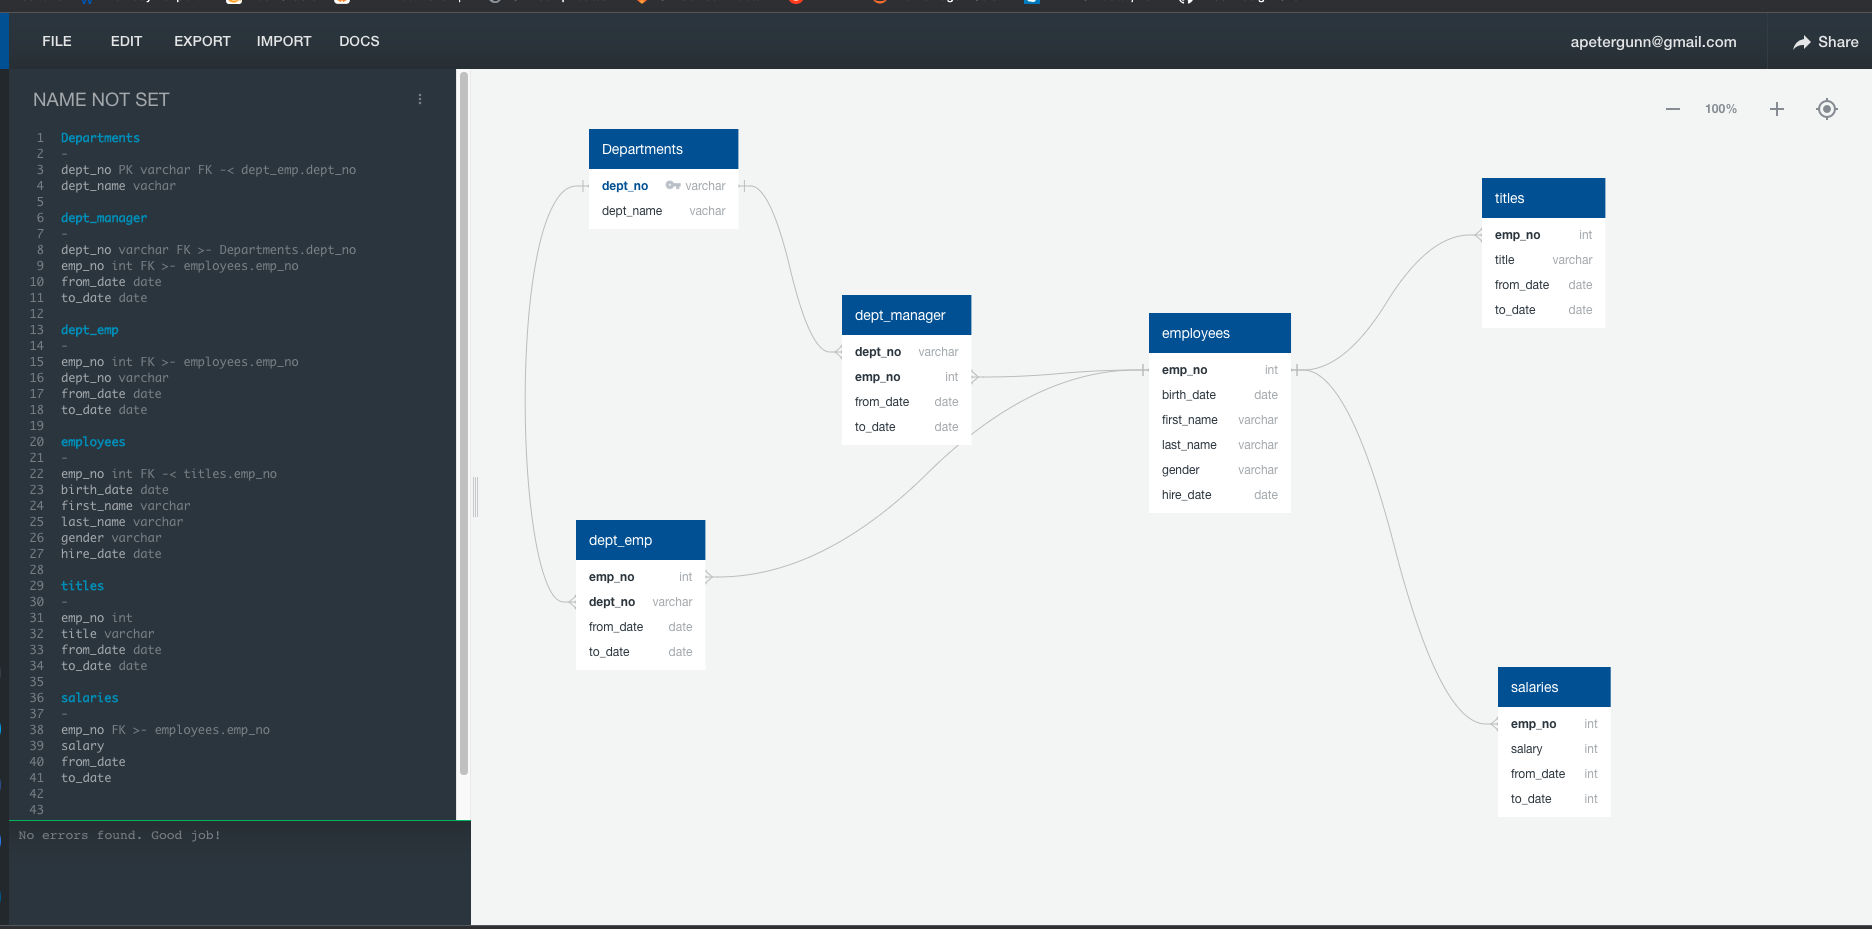 FILE EDIT EXPORT IMPORT DOCS
apetergunn@gmail.com Share
NAME NOT SET
1 Departments
2 -
3 dept_no PK varchar FK -< dept_emp.dept_no
4 dept_name vachar
5
6 dept_manager
7 -
8 dept_no varchar FK >- Departments.dept_no
9 emp_no int FK >- employees.emp_no
10 from_date date
11 to_date date
12
13 dept_emp
14 -
15 emp_no int FK >- employees.emp_no
16 dept_no varchar
17 from_date date
18 to_date date
19
20 employees
21 -
22 emp_no int FK -< titles.emp_no
23 birth_date date
24 first_name varchar
25 last_name varchar
26 gender varchar
27 hire_date date
28
29 titles
30 -
31 emp_no int
32 title varchar
33 from_date date
34 to_date date
35
36 salaries
37 -
38 emp_no FK >- employees.emp_no
39 salary
40 from_date
41 to_date
42
43
No errors found. Good job!
100%
Departments
dept_no varchar
dept_name vachar
dept_manager
dept_no varchar
emp_no int
from_date date
to_date date
dept_emp
emp_no int
dept_no varchar
from_date date
to_date date
employees
emp_no int
birth_date date
first_name varchar
last_name varchar
gender varchar
hire_date date
titles
emp_no int
title varchar
from_date date
to_date date
salaries
emp_no int
salary int
from_date int
to_date int